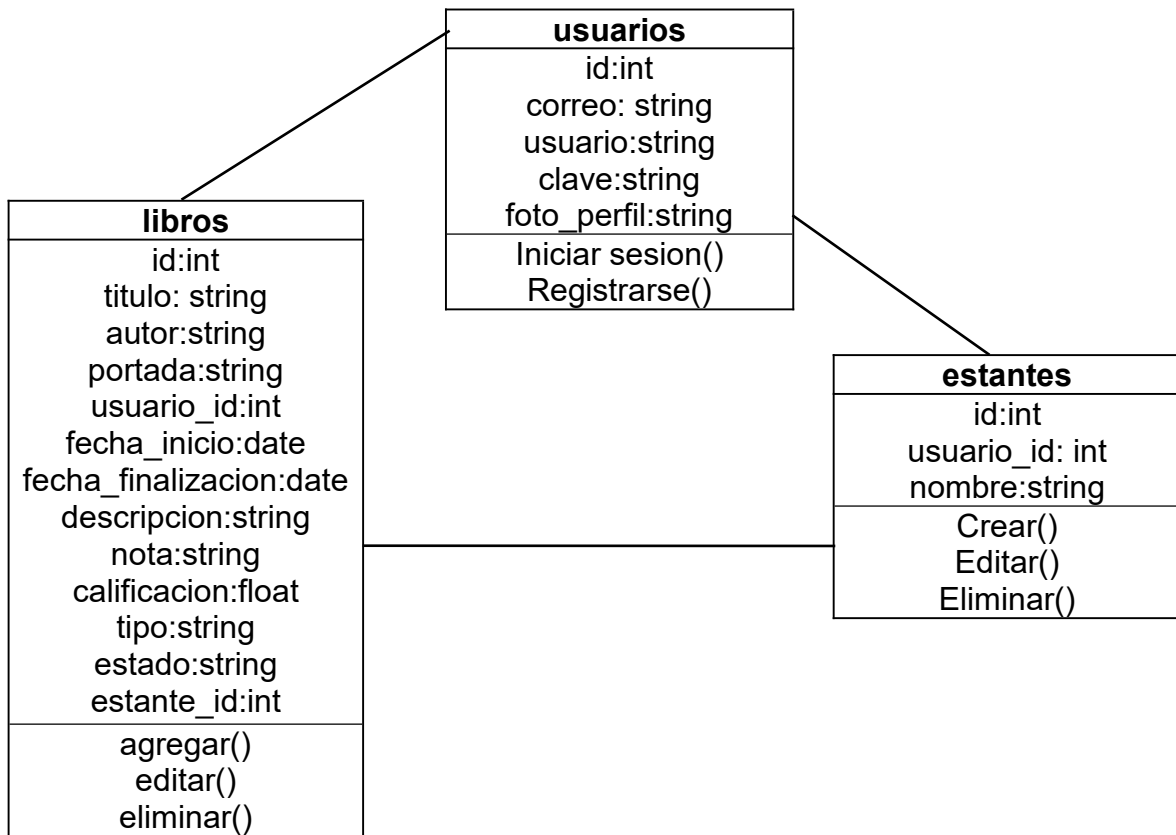 usuarios
id:int
correo: string
usuario:string
clave:string
foto_perfil:string
Iniciar sesion()
Registrarse()
libros
id:int
titulo: string
autor:string
portada:string
usuario_id:int
fecha_inicio:date
fecha_finalizacion:date
descripcion:string
nota:string
calificacion:float
tipo:string
estado:string
estante_id:int
agregar()
editar()
eliminar()
estantes
id:int
usuario_id: int
nombre:string
Crear()
Editar()
Eliminar()